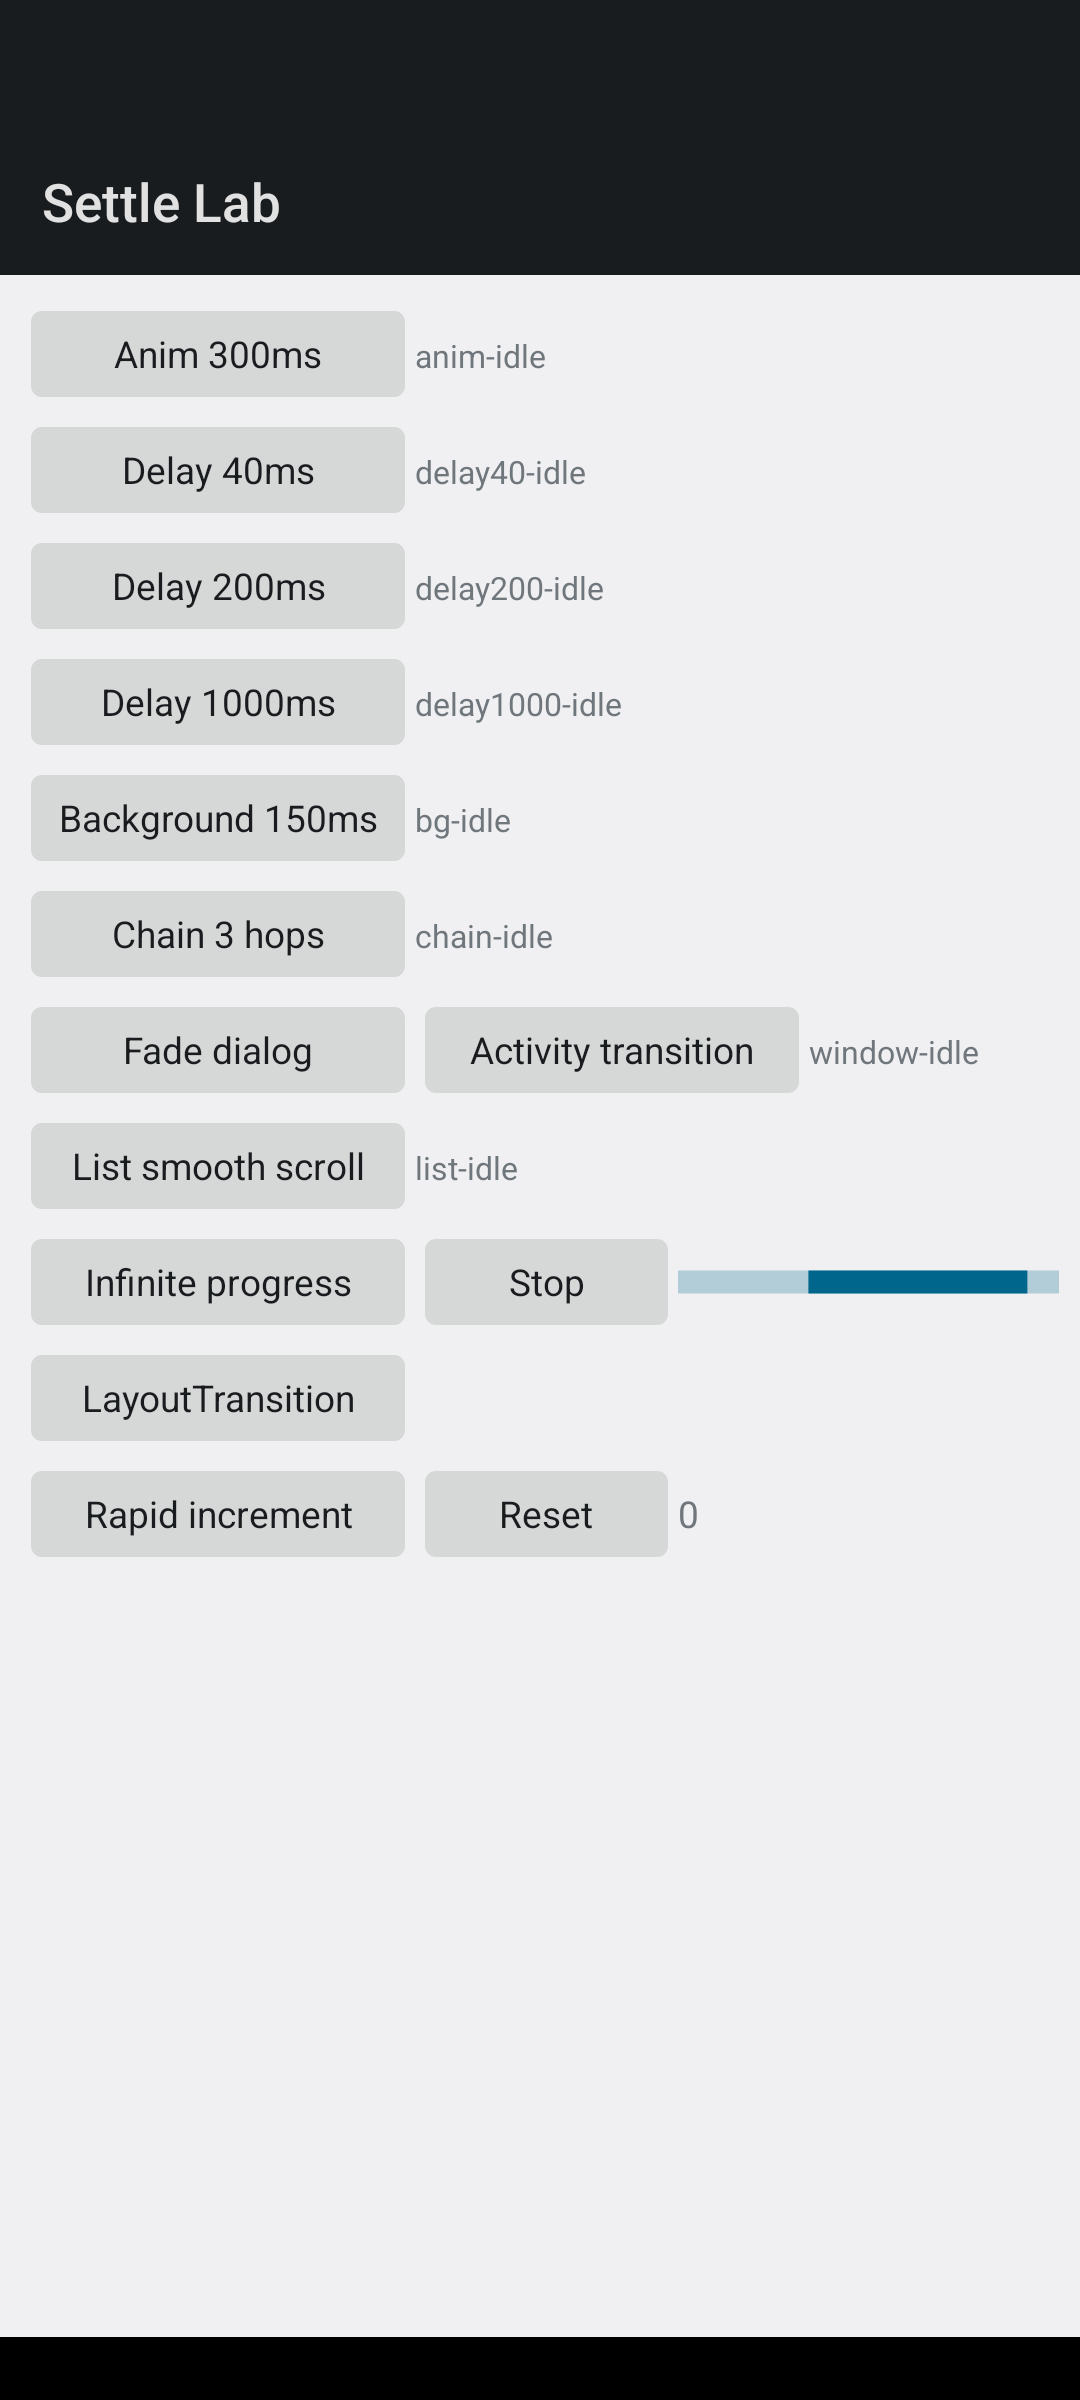 Settle Lab
Anim 300ms anim-idle
Delay 40ms delay40-idle
Delay 200ms delay200-idle
Delay 1000ms delay1000-idle
Background 150ms bg-idle
Chain 3 hops chain-idle
Fade dialog Activity transition window-idle
List smooth scroll list-idle
Infinite progress Stop
LayoutTransition
Rapid increment Reset 0